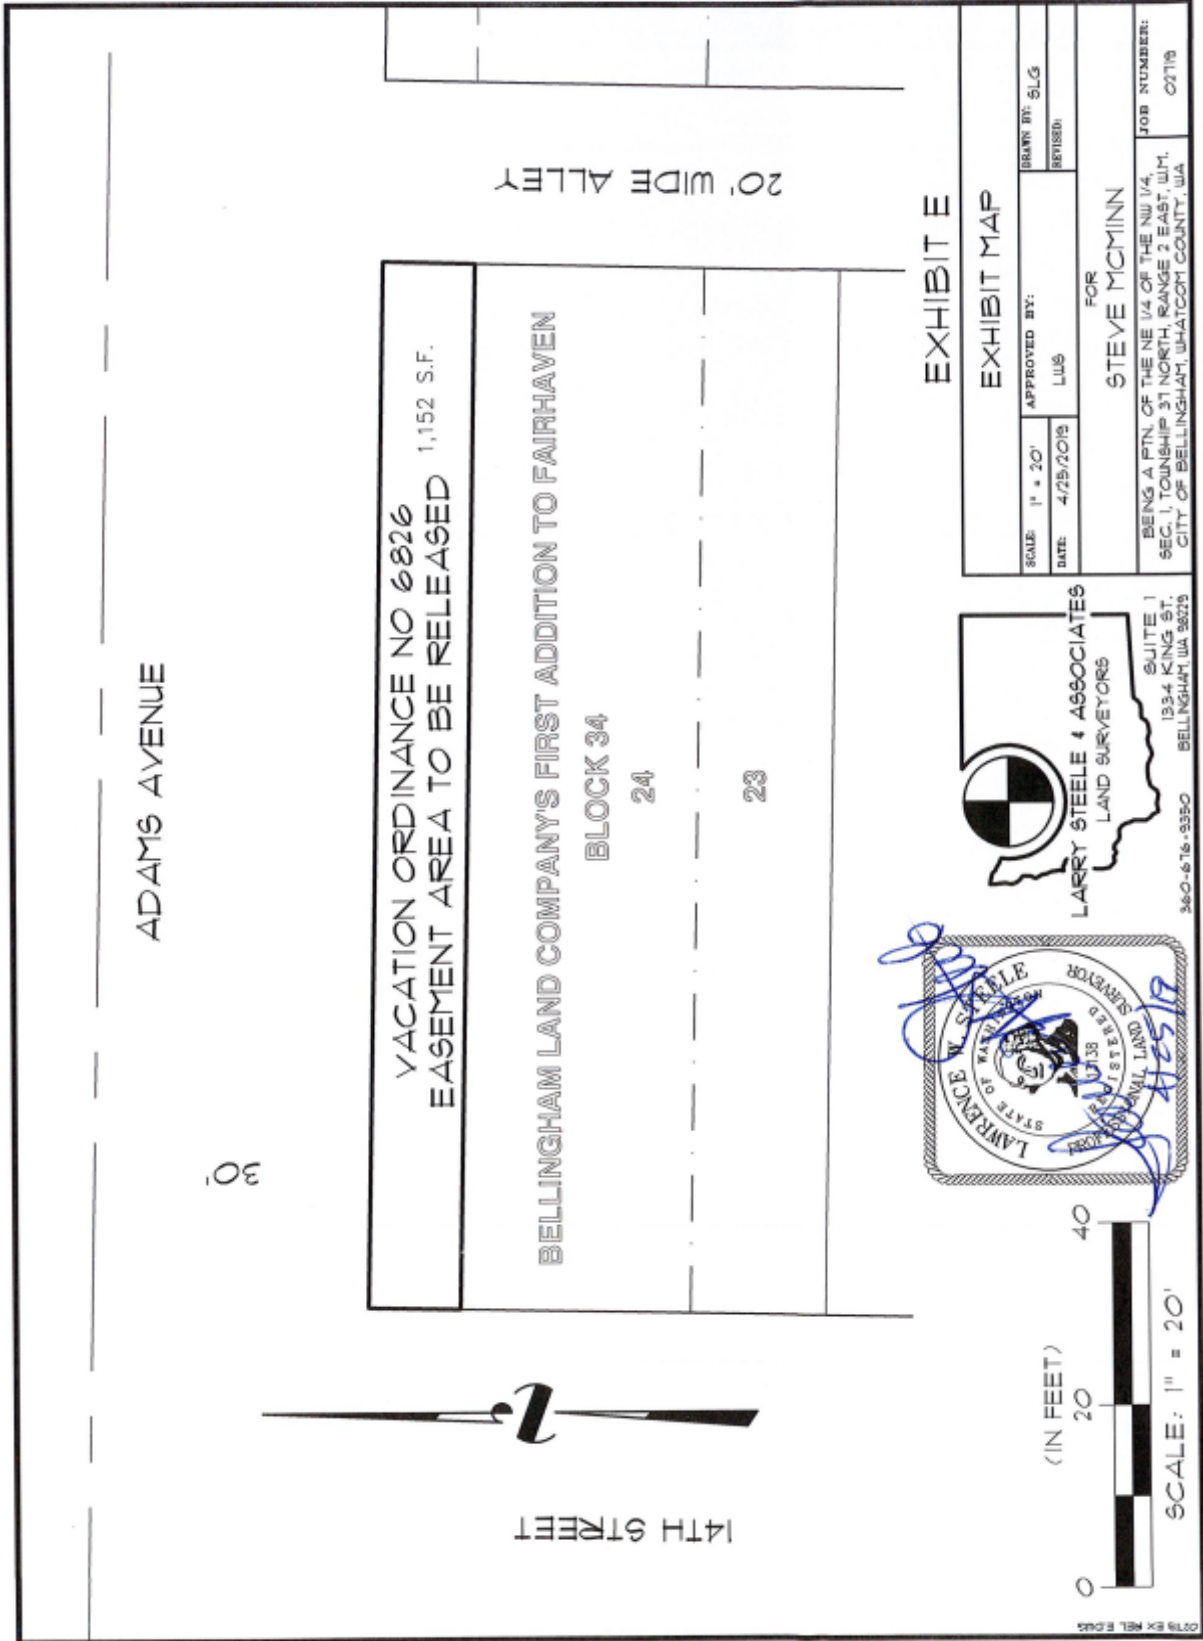 ADAMS AVENUE
30'
VACATION ORDINANCE NO 6826
EASEMENT AREA TO BE RELEASED 1,152 S.F.
BELLINGHAM LAND COMPANY'S FIRST ADDITION TO FAIRHAVEN
BLOCK 34
24
23
20' WIDE ALLEY
14TH STREET
(IN FEET)
0 20 40
SCALE: 1" = 20'
LAWRENCE W. STEELE
STATE OF WASHINGTON
REGISTERED
PROFESSIONAL LAND SURVEYOR
4/25/19
LARRY STEELE & ASSOCIATES
LAND SURVEYORS
SUITE 1
1334 KING ST.
360-676-9350 BELLINGHAM, WA 98229
EXHIBIT E
EXHIBIT MAP
SCALE: 1" = 20'
APPROVED BY:
DRAWN BY: SLG
DATE: 4/25/2019
LWS
REVISED:
FOR
STEVE MCMINN
BEING A PTN. OF THE NE 1/4 OF THE NW 1/4,
SEC. 1, TOWNSHIP 37 NORTH, RANGE 2 EAST, W.M.
CITY OF BELLINGHAM, WHATCOM COUNTY, WA
JOB NUMBER: